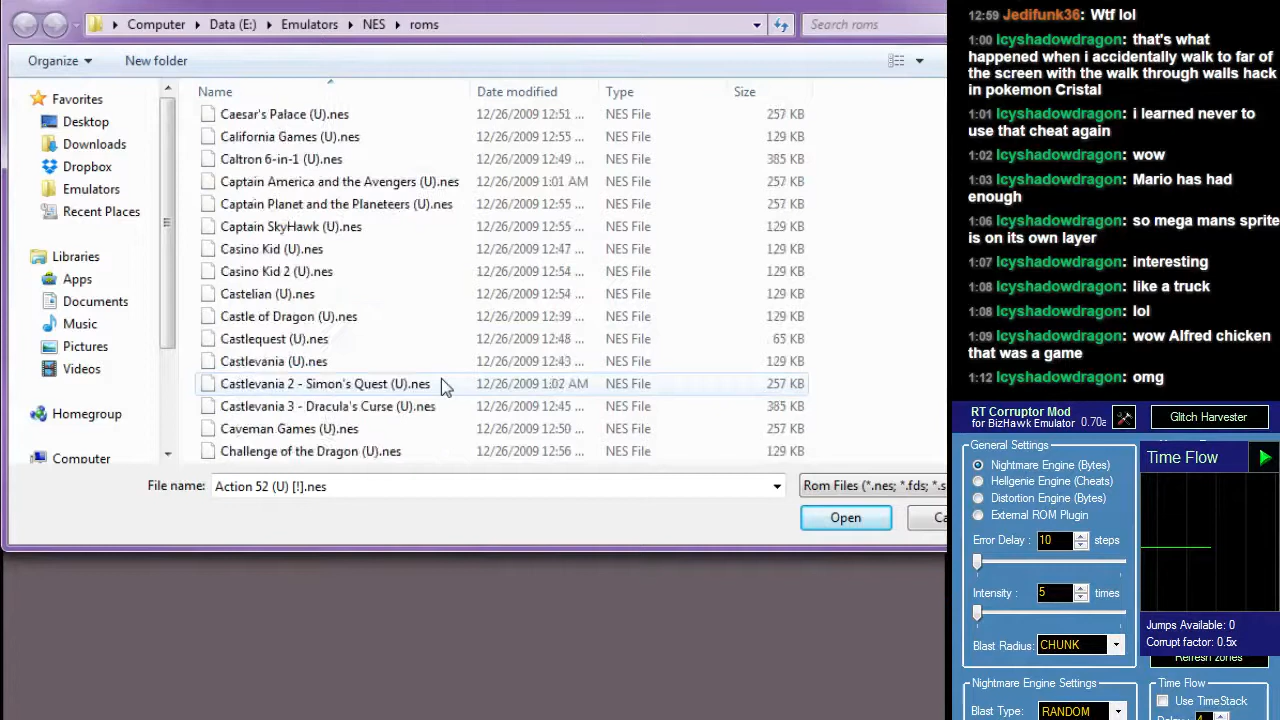 Computer
Data (E:)
Emulators
NES
roms
Search roms
Organize
New folder
Name
Date modified
Type
Size
Favorites
Desktop
Downloads
Dropbox
Emulators
Recent Places
Libraries
Apps
Documents
Music
Pictures
Videos
Homegroup
Computer
Caesar's Palace (U).nes 12/26/2009 12:51 ... NES File 257 KB
California Games (U).nes 12/26/2009 12:55 ... NES File 257 KB
Caltron 6-in-1 (U).nes 12/26/2009 12:49 ... NES File 385 KB
Captain America and the Avengers (U).nes 12/26/2009 1:01 AM NES File 257 KB
Captain Planet and the Planeteers (U).nes 12/26/2009 12:55 ... NES File 257 KB
Captain SkyHawk (U).nes 12/26/2009 12:55 ... NES File 129 KB
Casino Kid (U).nes 12/26/2009 12:47 ... NES File 129 KB
Casino Kid 2 (U).nes 12/26/2009 12:54 ... NES File 129 KB
Castelian (U).nes 12/26/2009 12:54 ... NES File 129 KB
Castle of Dragon (U).nes 12/26/2009 12:39 ... NES File 129 KB
Castlequest (U).nes 12/26/2009 12:48 ... NES File 65 KB
Castlevania (U).nes 12/26/2009 12:43 ... NES File 129 KB
Castlevania 2 - Simon's Quest (U).nes 12/26/2009 1:02 AM NES File 257 KB
Castlevania 3 - Dracula's Curse (U).nes 12/26/2009 12:45 ... NES File 385 KB
Caveman Games (U).nes 12/26/2009 12:50 ... NES File 257 KB
Challenge of the Dragon (U).nes 12/26/2009 12:56 ... NES File 129 KB
File name: Action 52 (U) [!].nes
Rom Files (*.nes; *.fds; *.s
Open
Ca
12:59 Jedifunk36: Wtf lol
1:00 Icyshadowdragon: that's what
happened when i accidentally walk to far of
the screen with the walk through walls hack
in pokemon Cristal
1:01 Icyshadowdragon: i learned never to
use that cheat again
1:02 Icyshadowdragon: wow
1:03 Icyshadowdragon: Mario has had
enough
1:06 Icyshadowdragon: so mega mans sprite
is on its own layer
1:07 Icyshadowdragon: interesting
1:08 Icyshadowdragon: like a truck
1:08 Icyshadowdragon: lol
1:09 Icyshadowdragon: wow Alfred chicken
that was a game
1:12 Icyshadowdragon: omg
RT Corruptor Mod
for BizHawk Emulator 0.70a
Glitch Harvester
General Settings
Nightmare Engine (Bytes)
Hellgenie Engine (Cheats)
Distortion Engine (Bytes)
External ROM Plugin
Error Delay : 10 steps
Intensity : 5 times
Blast Radius: CHUNK
Time Flow
Jumps Available: 0
Corrupt factor: 0.5x
Refresh zones
Nightmare Engine Settings
Blast Type: RANDOM
Time Flow
Use TimeStack